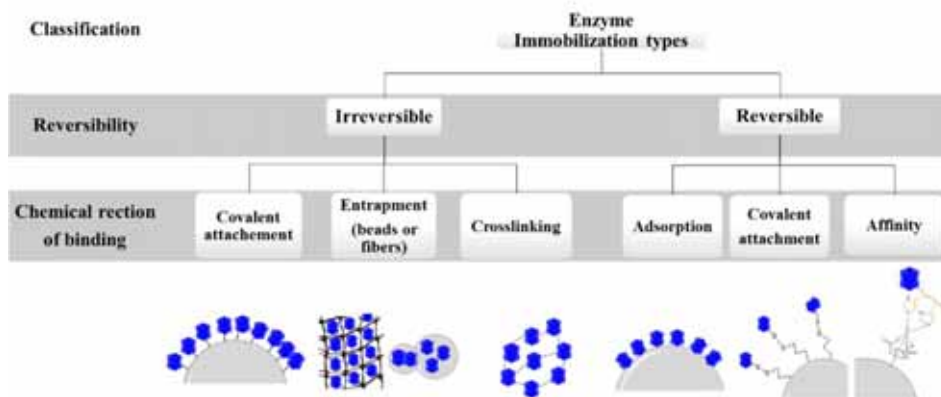 Classification
Enzyme
Immobilization types
Reversibility
Irreversible
Reversible
Chemical rection
of binding
Covalent
attachement
Entrapment
(beads or
fibers)
Crosslinking
Adsorption
Covalent
attachment
Affinity